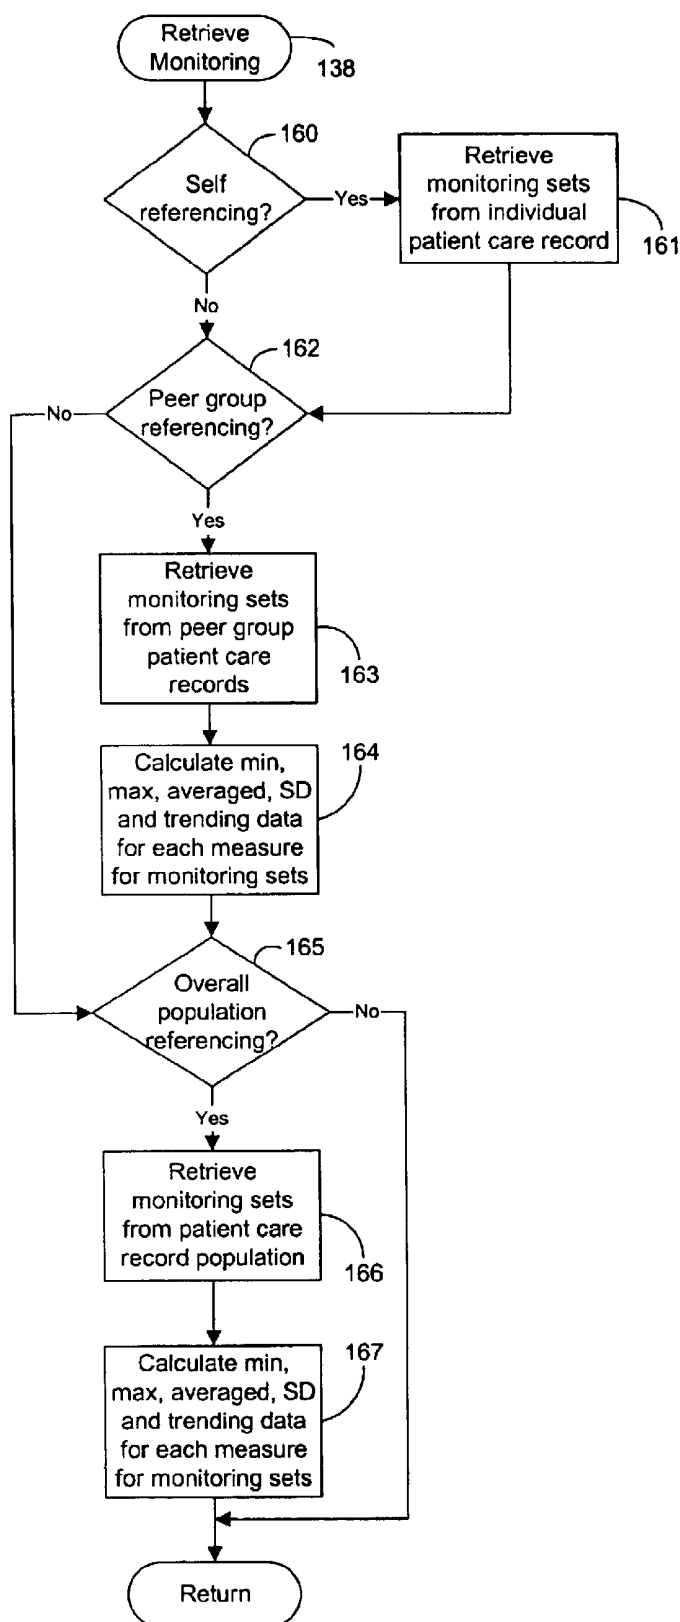 Retrieve
Monitoring
138
160
Self
referencing?
Yes
Retrieve
monitoring sets
from individual
patient care record
161
No
162
Peer group
referencing?
No
Yes
Retrieve
monitoring sets
from peer group
patient care
records
163
164
Calculate min,
max, averaged, SD
and trending data
for each measure
for monitoring sets
165
Overall
population
referencing?
No
Yes
Retrieve
monitoring sets
from patient care
record population
166
167
Calculate min,
max, averaged, SD
and trending data
for each measure
for monitoring sets
Return